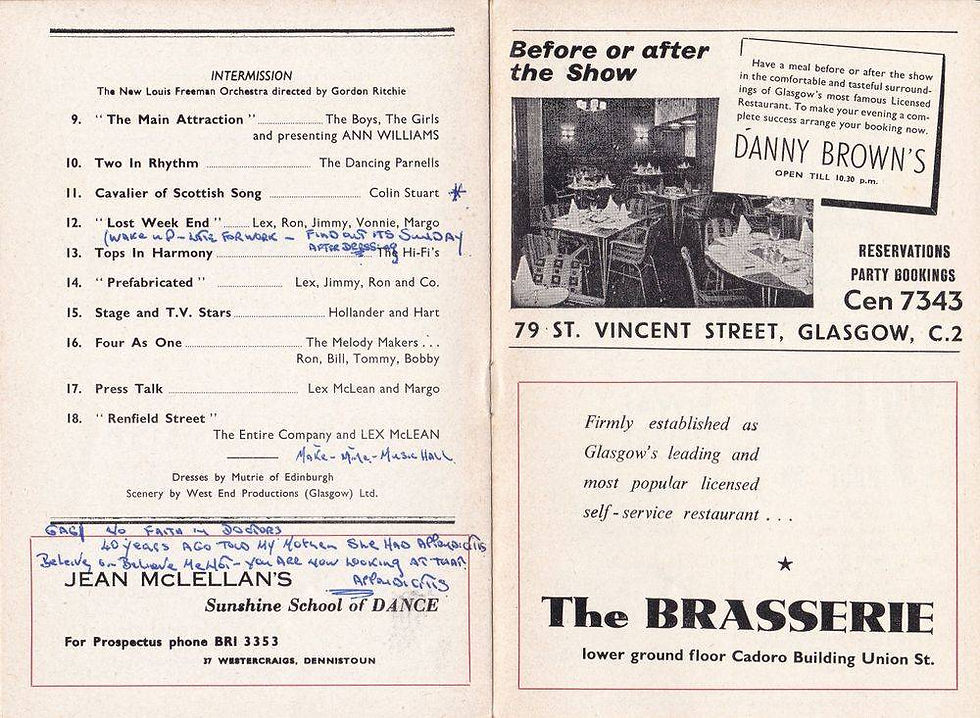 INTERMISSION
The New Louis Freeman Orchestra directed by Gordon Ritchie
9. "The Main Attraction" ........ The Boys, The Girls
and presenting ANN WILLIAMS
10. Two In Rhythm ........ The Dancing Parnells
11. Cavalier of Scottish Song ........ Colin Stuart *
12. "Lost Week End" ........ Lex, Ron, Jimmy, Vonnie, Margo
(WAKE UP - LATE FOR WORK - FIND OUT ITS SUNDAY
AFTER DRESSING
13. Tops In Harmony ........ The Hi-Fi's
14. "Prefabricated" ........ Lex, Jimmy, Ron and Co.
15. Stage and T.V. Stars ........ Hollander and Hart
16. Four As One ........ The Melody Makers . . .
Ron, Bill, Tommy, Bobby
17. Press Talk ........ Lex McLean and Margo
18. "Renfield Street"
The Entire Company and LEX McLEAN
MAKE - MINE - MUSIC HALL
Dresses by Mutrie of Edinburgh
Scenery by West End Productions (Glasgow) Ltd.
GAG/ NO FAITH in DOCTORS
40 years AGO TOLD MY MOTHER She HAD APPENDICITIS
Beleive or Believe Me NOT - you ARE NOW LOOKING AT THAT
APPENDICITIS
JEAN McLELLAN'S
Sunshine School of DANCE
For Prospectus phone BRI 3353
37 WESTERCRAIGS, DENNISTOUN
Before or after
the Show
Have a meal before or after the show
in the comfortable and tasteful surround-
ings of Glasgow's most famous Licensed
Restaurant. To make your evening a com-
plete success arrange your booking now.
DANNY BROWN'S
OPEN TILL 10.30 p.m.
RESERVATIONS
PARTY BOOKINGS
Cen 7343
79 ST. VINCENT STREET, GLASGOW, C.2
Firmly established as
Glasgow's leading and
most popular licensed
self-service restaurant . . .
The BRASSERIE
lower ground floor Cadoro Building Union St.